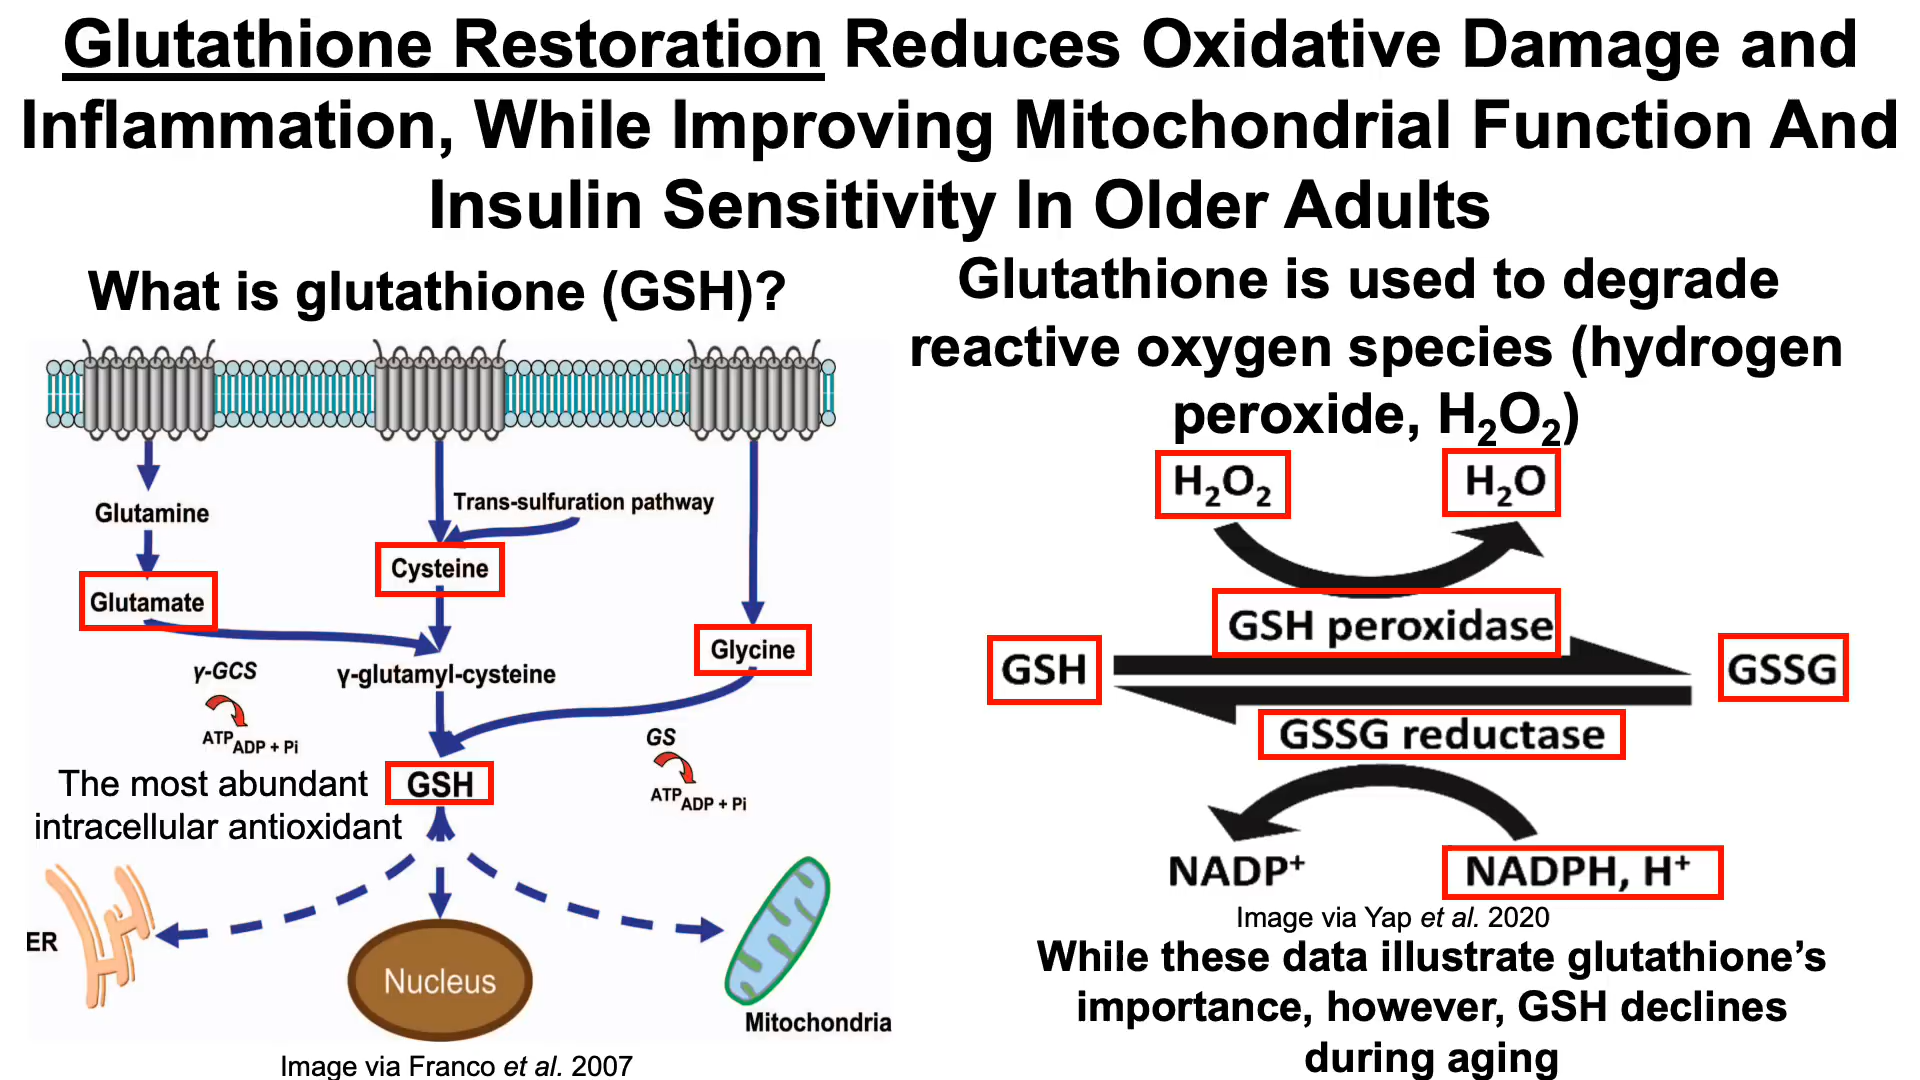 Glutathione Restoration Reduces Oxidative Damage and
Inflammation, While Improving Mitochondrial Function And
Insulin Sensitivity In Older Adults
What is glutathione (GSH)?
Trans-sulfuration pathway
Glutamine
Cysteine
Glutamate
Glycine
γ-GCS
γ-glutamyl-cysteine
ATP
ADP + Pi
GS
ATP
ADP + Pi
The most abundant
intracellular antioxidant
GSH
ER
Nucleus
Mitochondria
Image via Franco et al. 2007
Glutathione is used to degrade
reactive oxygen species (hydrogen
peroxide, H₂O₂)
H₂O₂
H₂O
GSH peroxidase
GSH
GSSG
GSSG reductase
NADP⁺
NADPH, H⁺
Image via Yap et al. 2020
While these data illustrate glutathione’s
importance, however, GSH declines
during aging